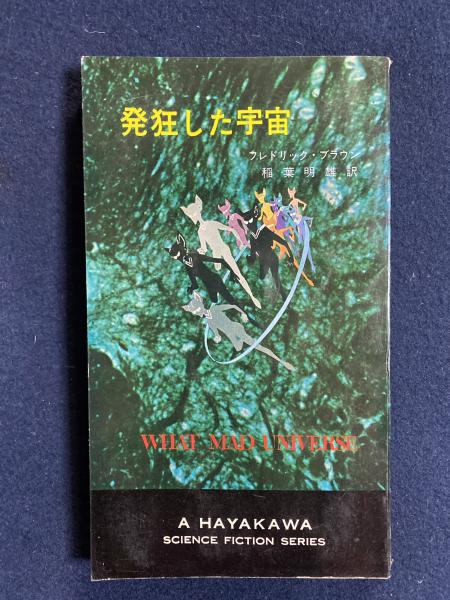 発狂した宇宙
フレドリック・ブラウン
稲葉明雄訳
WHAT MAD UNIVERSE
A HAYAKAWA
SCIENCE FICTION SERIES